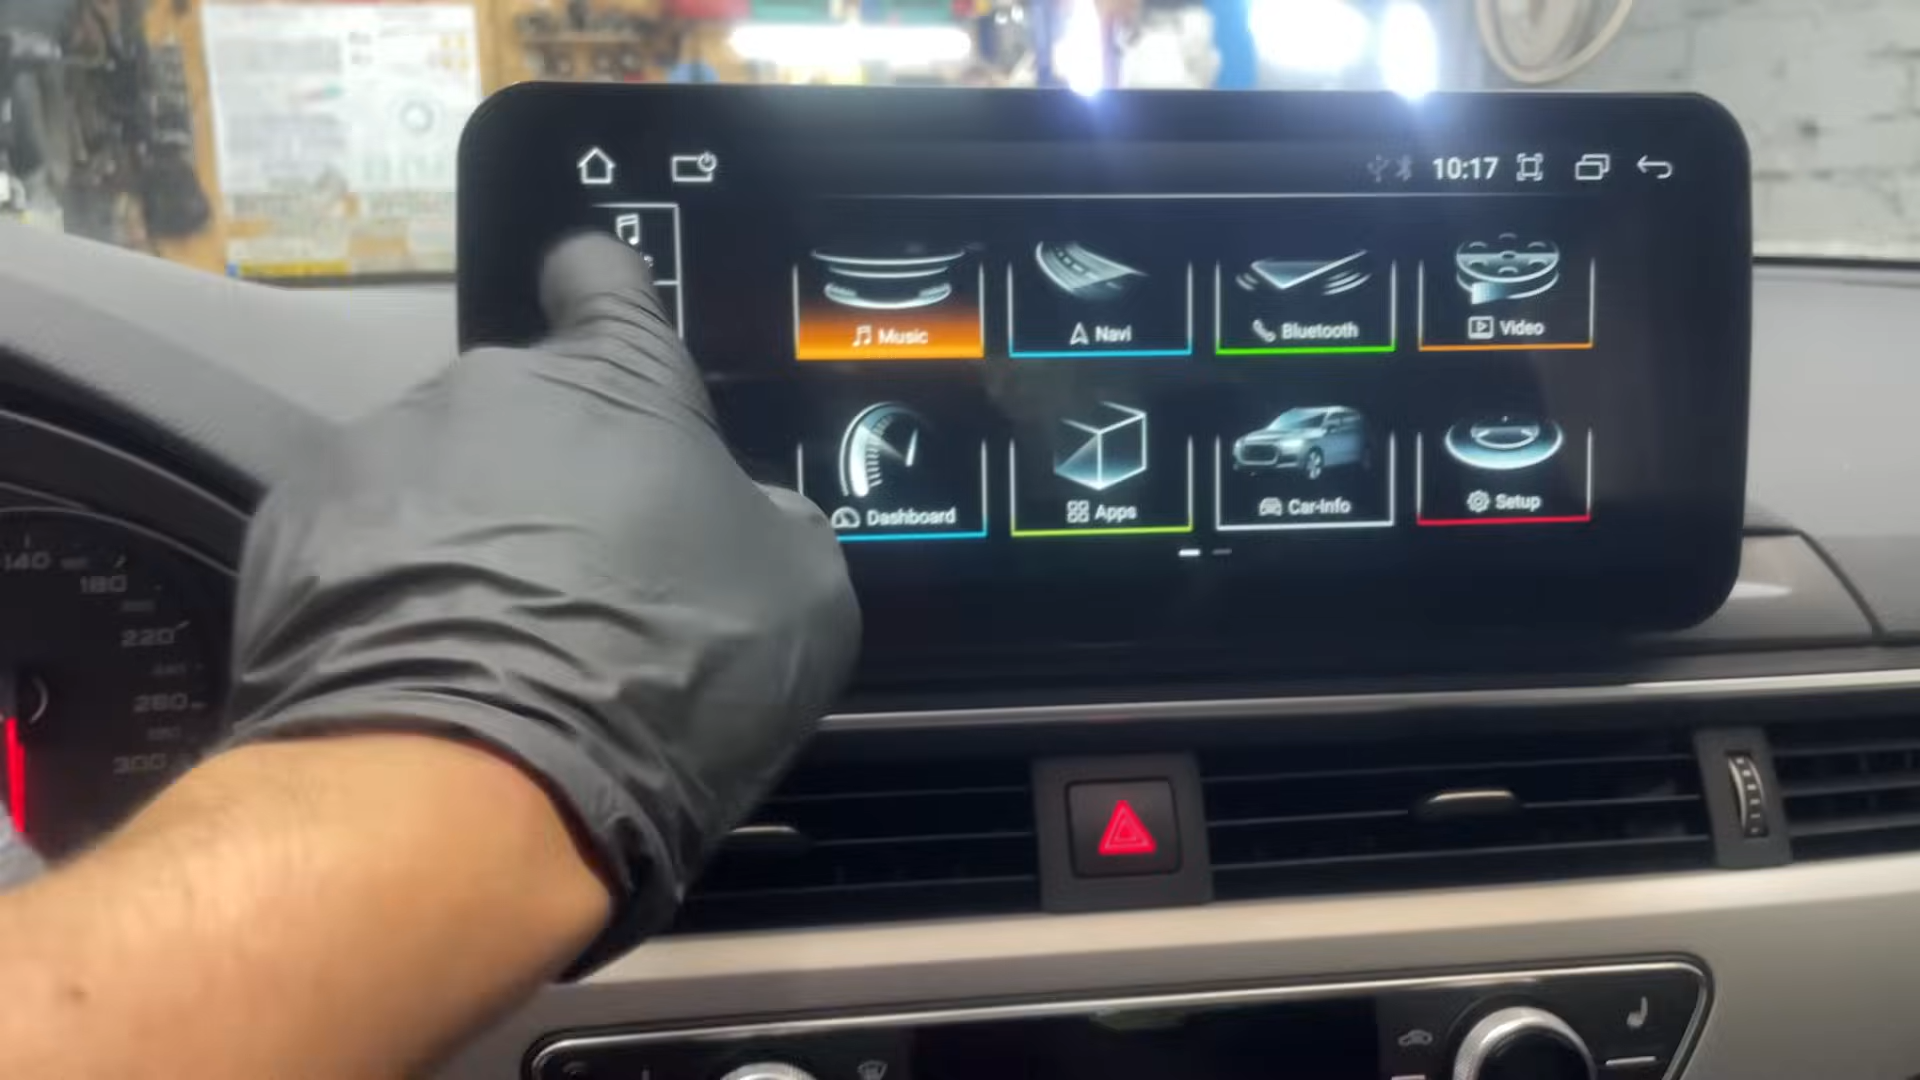 10:17
Music
Navi
Bluetooth
Video
Dashboard
Apps
Car-Info
Setup
140
180
220
260
300